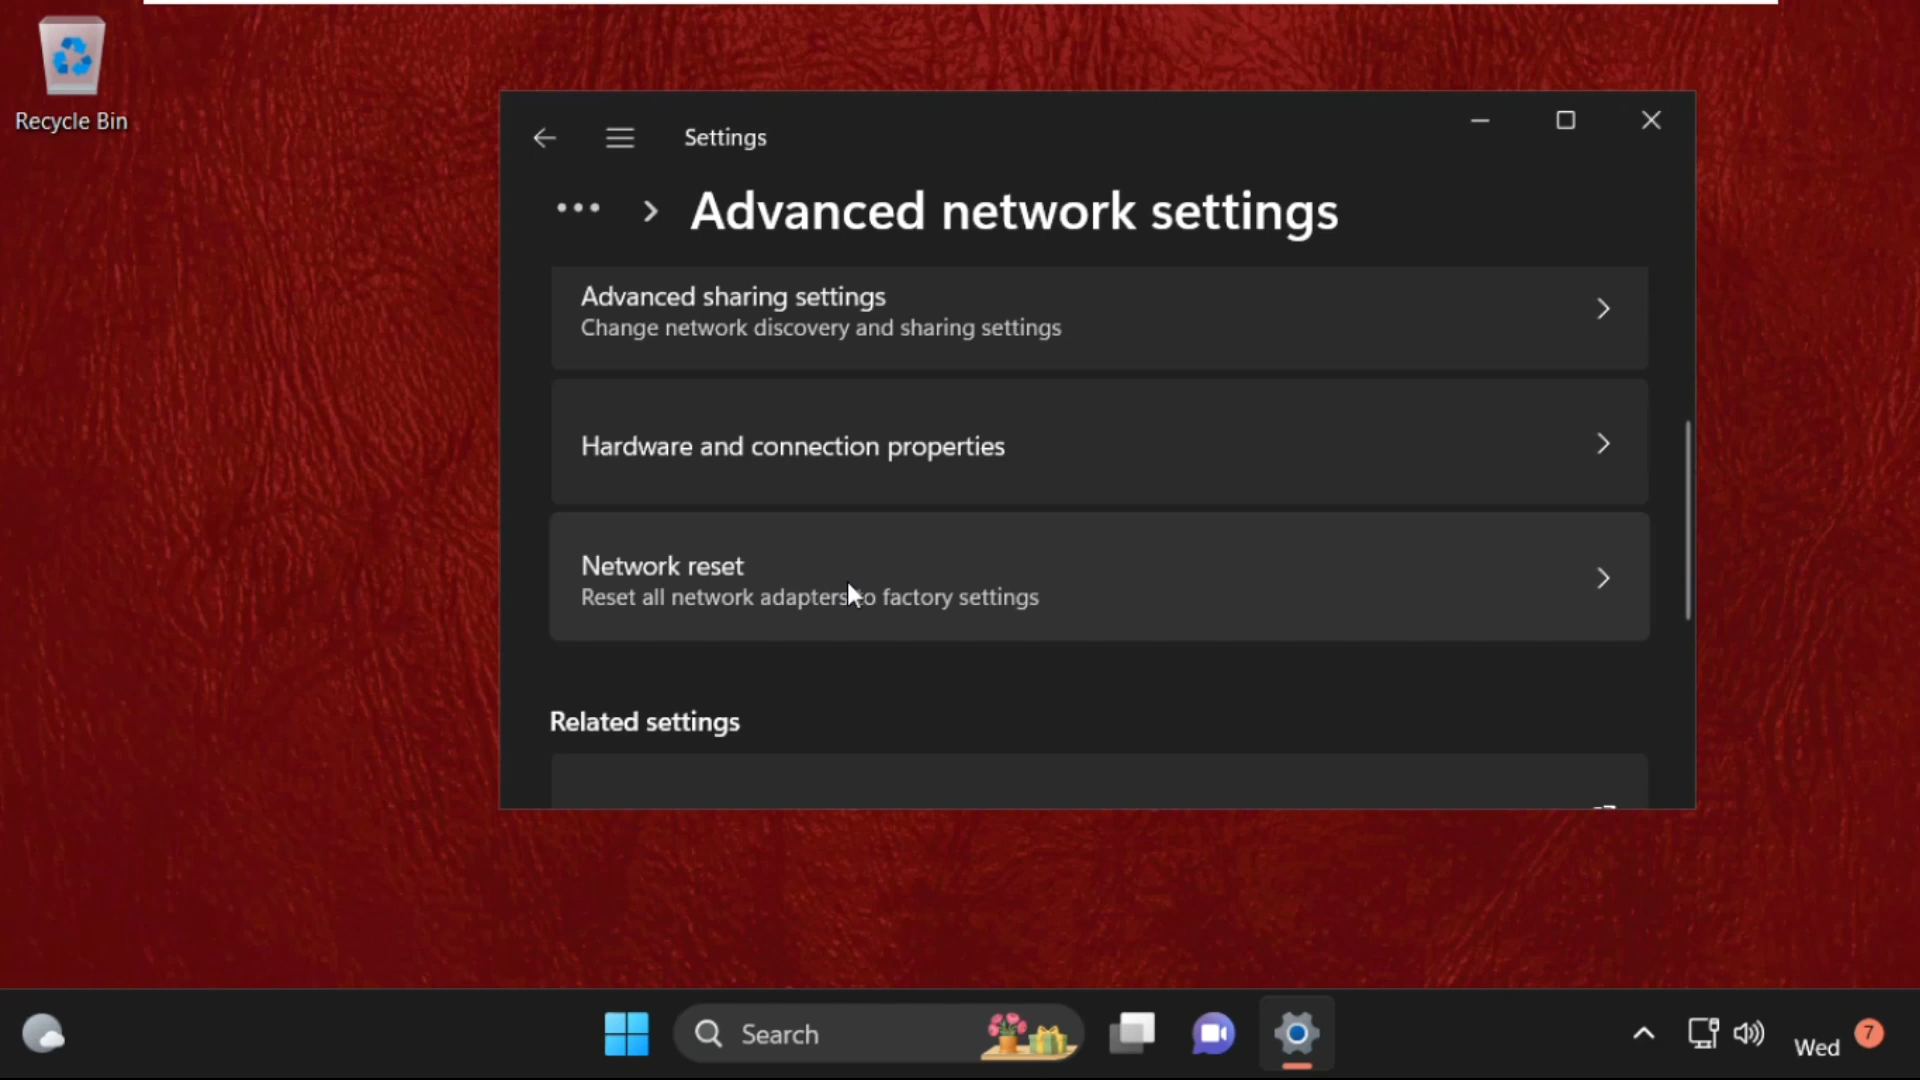 Recycle Bin
Settings
Advanced network settings
Advanced sharing settings
Change network discovery and sharing settings
Hardware and connection properties
Network reset
Reset all network adapters to factory settings
Related settings
Search
Wed
7